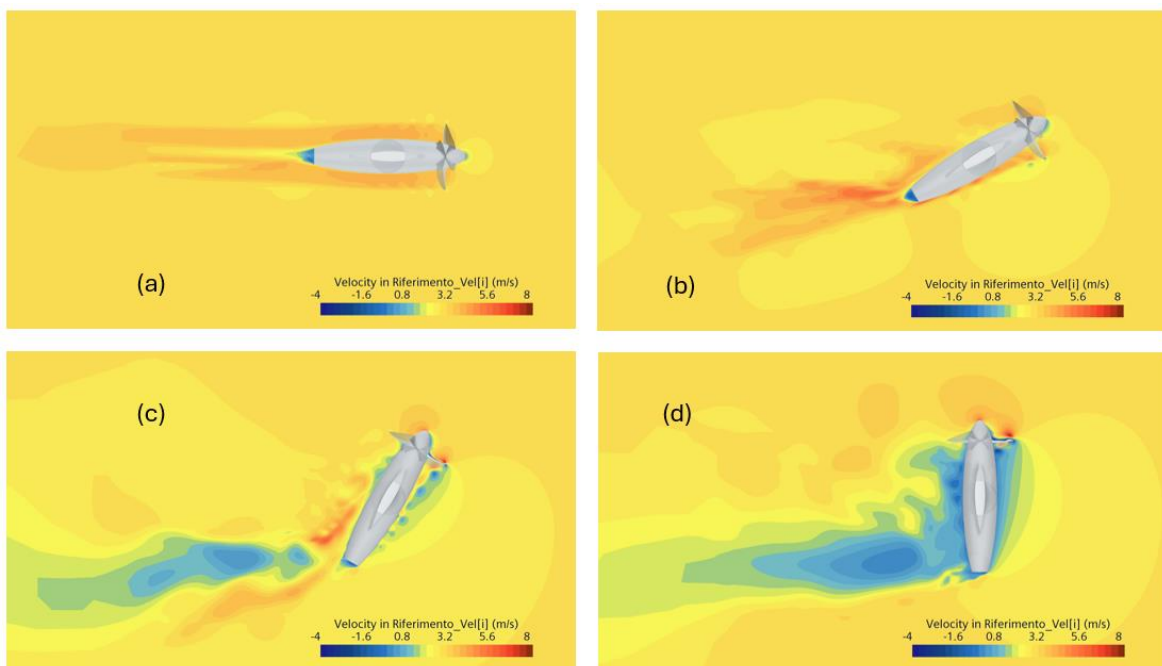 (a)
Velocity in Riferimento_Vel[i] (m/s)
-4 -1.6 0.8 3.2 5.6 8
(b)
Velocity in Riferimento_Vel[i] (m/s)
-4 -1.6 0.8 3.2 5.6 8
(c)
Velocity in Riferimento_Vel[i] (m/s)
-4 -1.6 0.8 3.2 5.6 8
(d)
Velocity in Riferimento_Vel[i] (m/s)
-4 -1.6 0.8 3.2 5.6 8